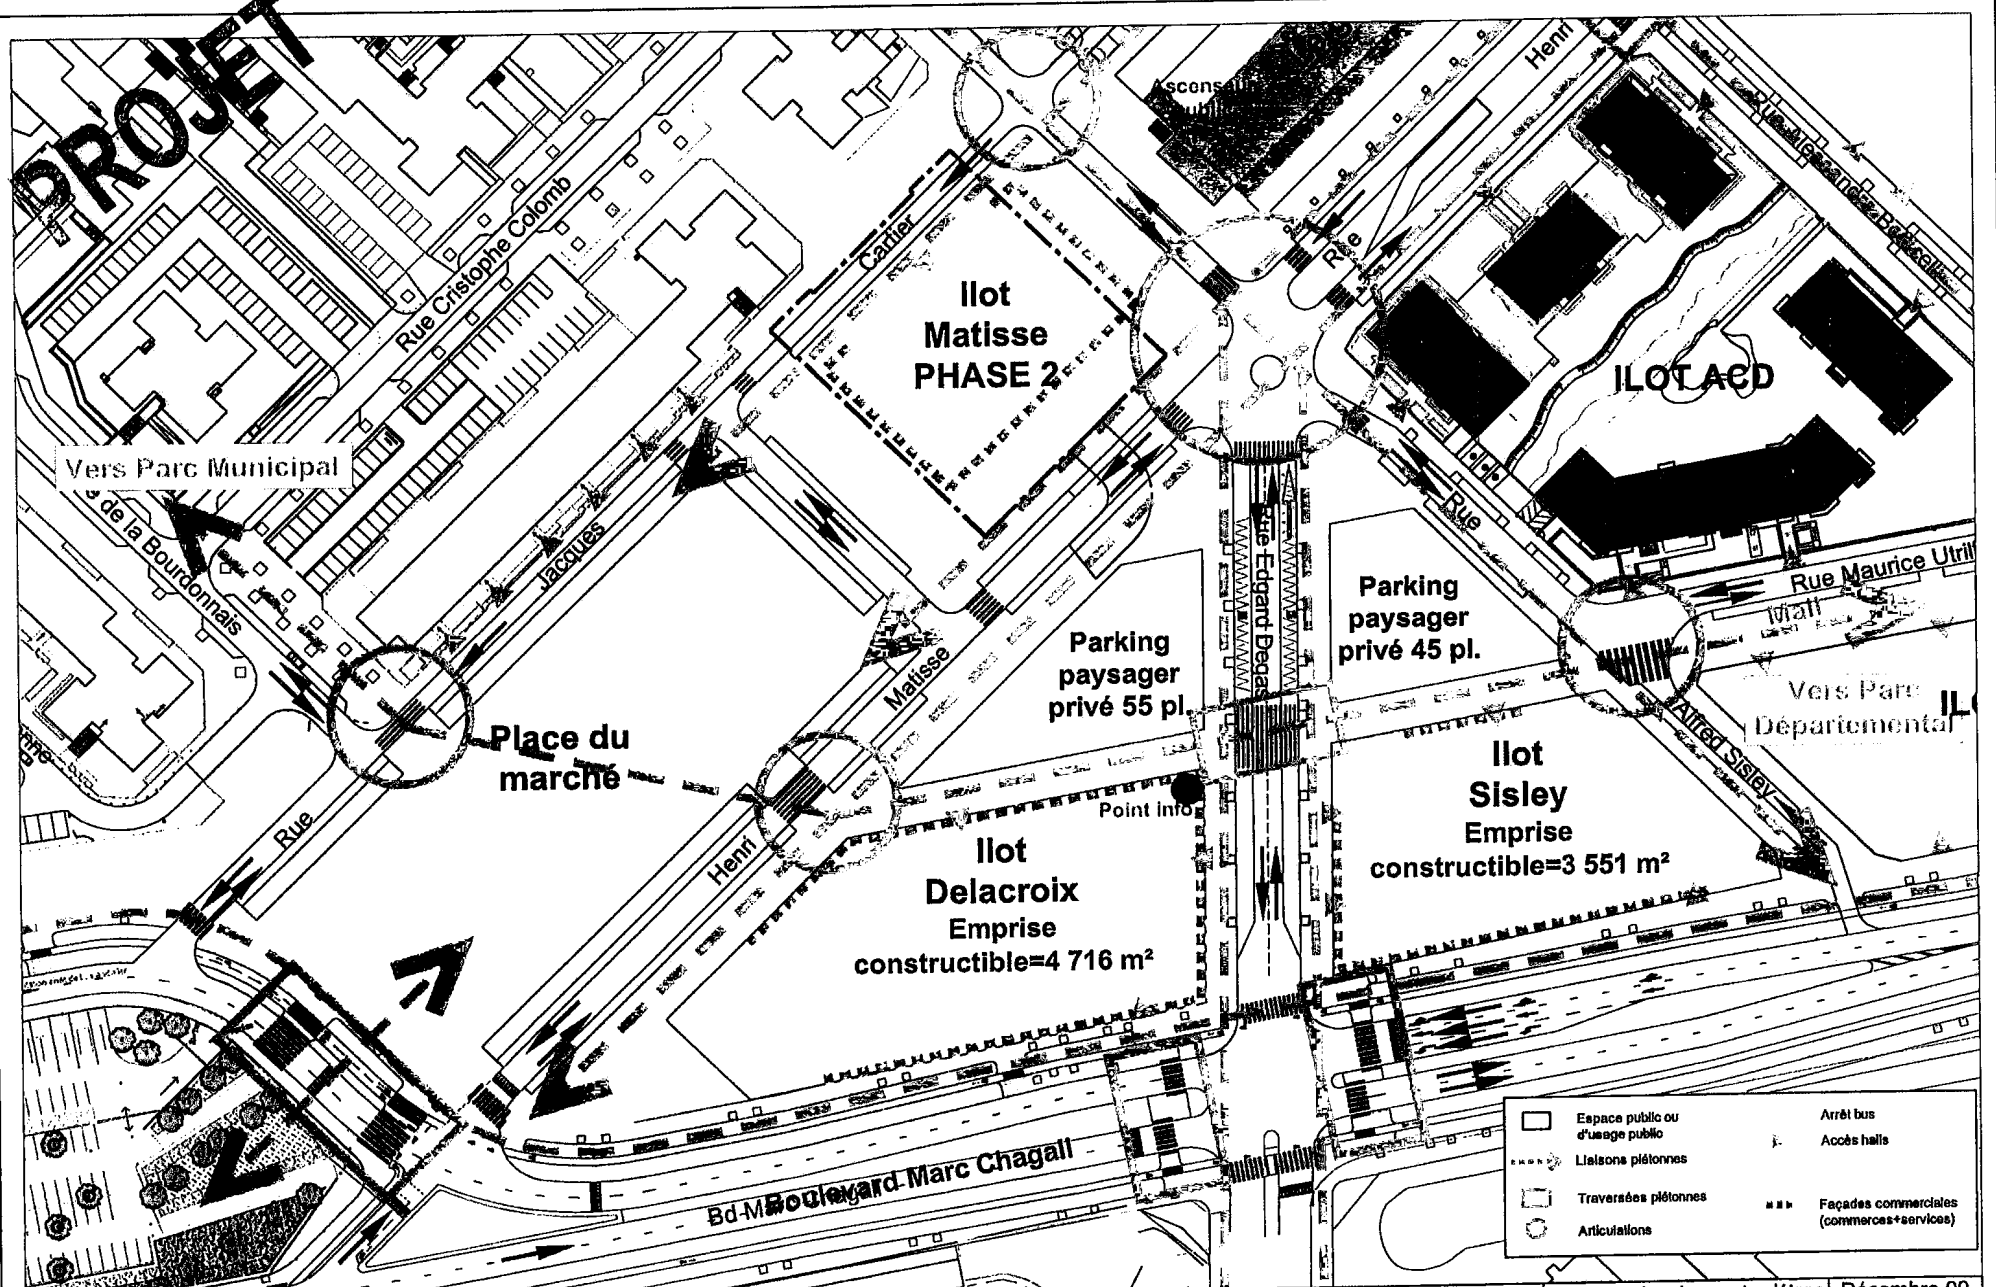 PROJET
Rue Cristophe Colomb
Cartier
Henri
Rue
Ilot
Matisse
PHASE 2
ILOT ACD
Vers Parc Municipal
de la Bourdonnais
Jacques
Rue
Rue Edgard Degas
Rue
Alfred Sisley
Rue Maurice Utril
Mail
Parking
paysager
privé 45 pl.
Parking
paysager
privé 55 pl.
Vers Parc
Départemental
Matisse
Henri
Place du
marché
Point info
Ilot
Sisley
Emprise
constructible=3 551 m²
Ilot
Delacroix
Emprise
constructible=4 716 m²
Boulevard Marc Chagall
Espace public ou
d'usage public
Liaisons piétonnes
Traversées piétonnes
Articulations
Arrêt bus
Accès halls
Façades commerciales
(commerces+services)
Décembre 09